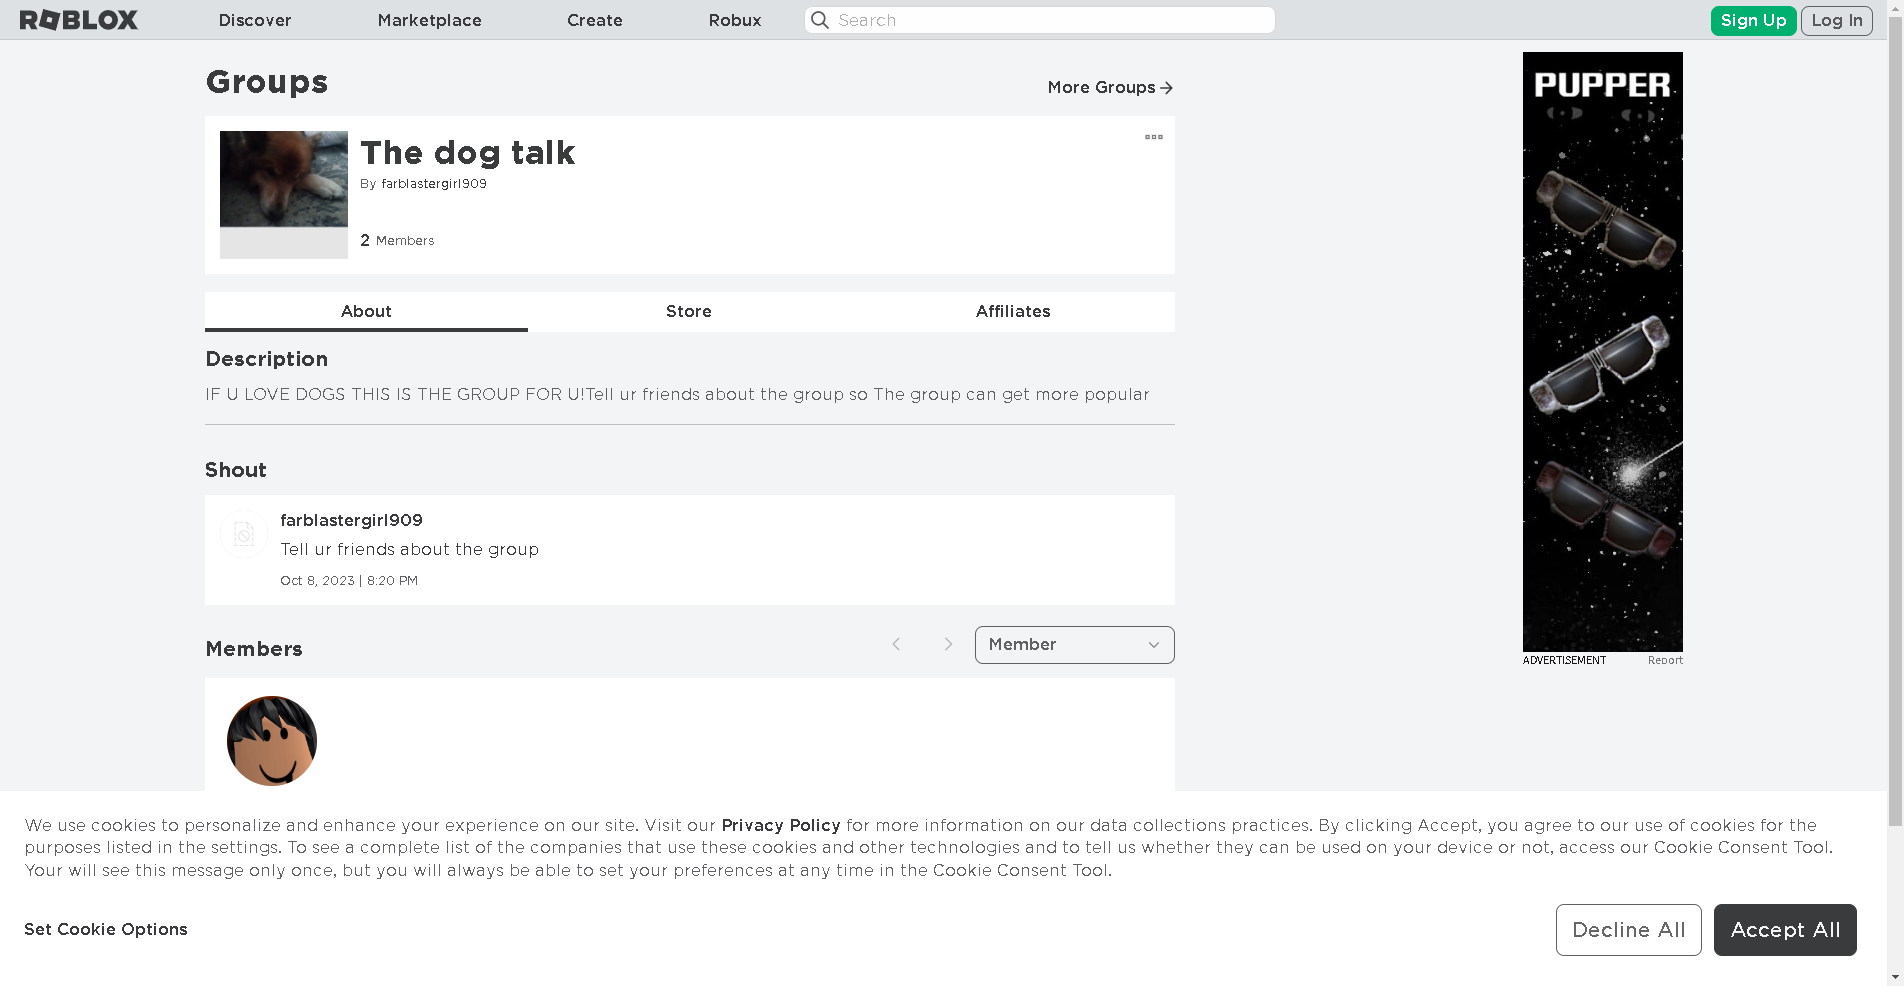 ROBLOX
Discover
Marketplace
Create
Robux
Search
Sign Up
Log In
Groups
More Groups
The dog talk
By farblastergirl909
2 Members
About
Store
Affiliates
Description
IF U LOVE DOGS THIS IS THE GROUP FOR U!Tell ur friends about the group so The group can get more popular
Shout
farblastergirl909
Tell ur friends about the group
Oct 8, 2023 | 8:20 PM
Members
Member
PUPPER
ADVERTISEMENT
Report
We use cookies to personalize and enhance your experience on our site. Visit our Privacy Policy for more information on our data collections practices. By clicking Accept, you agree to our use of cookies for the
purposes listed in the settings. To see a complete list of the companies that use these cookies and other technologies and to tell us whether they can be used on your device or not, access our Cookie Consent Tool.
Your will see this message only once, but you will always be able to set your preferences at any time in the Cookie Consent Tool.
Set Cookie Options
Decline All
Accept All